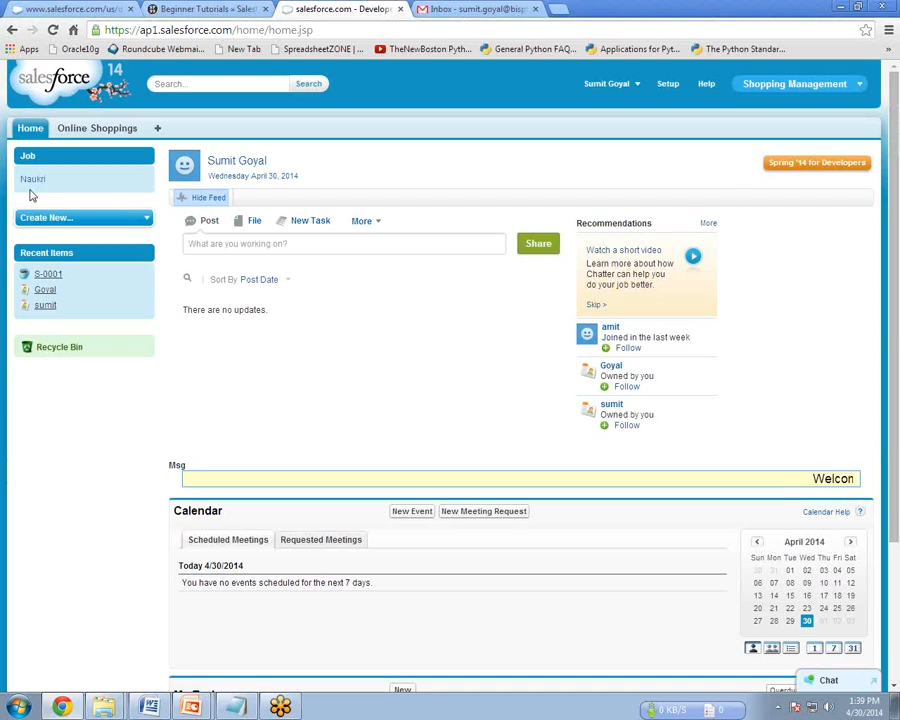 www.salesforce.com/us/d
Beginner Tutorials » Salesf
salesforce.com - Develope
Inbox - sumit.goyal@bisp
https://ap1.salesforce.com/home/home.jsp
Apps
Oracle10g
Roundcube Webmai...
New Tab
SpreadsheetZONE | ...
TheNewBoston Pyth...
General Python FAQ...
Applications for Pyt...
The Python Standar...
salesforce 14
Search...
Search
Sumit Goyal
Setup
Help
Shopping Management
Home
Online Shoppings
+
Job
Naukri
Create New...
Recent Items
S-0001
Goyal
sumit
Recycle Bin
Sumit Goyal
Wednesday April 30, 2014
Spring '14 for Developers
Hide Feed
Post
File
New Task
More
What are you working on?
Share
Sort By Post Date
There are no updates.
Recommendations
More
Watch a short video
Learn more about how
Chatter can help you
do your job better.
Skip >
amit
Joined in the last week
Follow
Goyal
Owned by you
Follow
sumit
Owned by you
Follow
Msg
Welcon
Calendar
New Event
New Meeting Request
Calendar Help ?
Scheduled Meetings
Requested Meetings
Today 4/30/2014
You have no events scheduled for the next 7 days.
April 2014
Sun Mon Tue Wed Thu Fri Sat
30 31 01 02 03 04 05
06 07 08 09 10 11 12
13 14 15 16 17 18 19
20 21 22 23 24 25 26
27 28 29 30 01 02 03
1 7 31
New
Overdu
Chat
0 KB/S
0
1:39 PM
4/30/2014